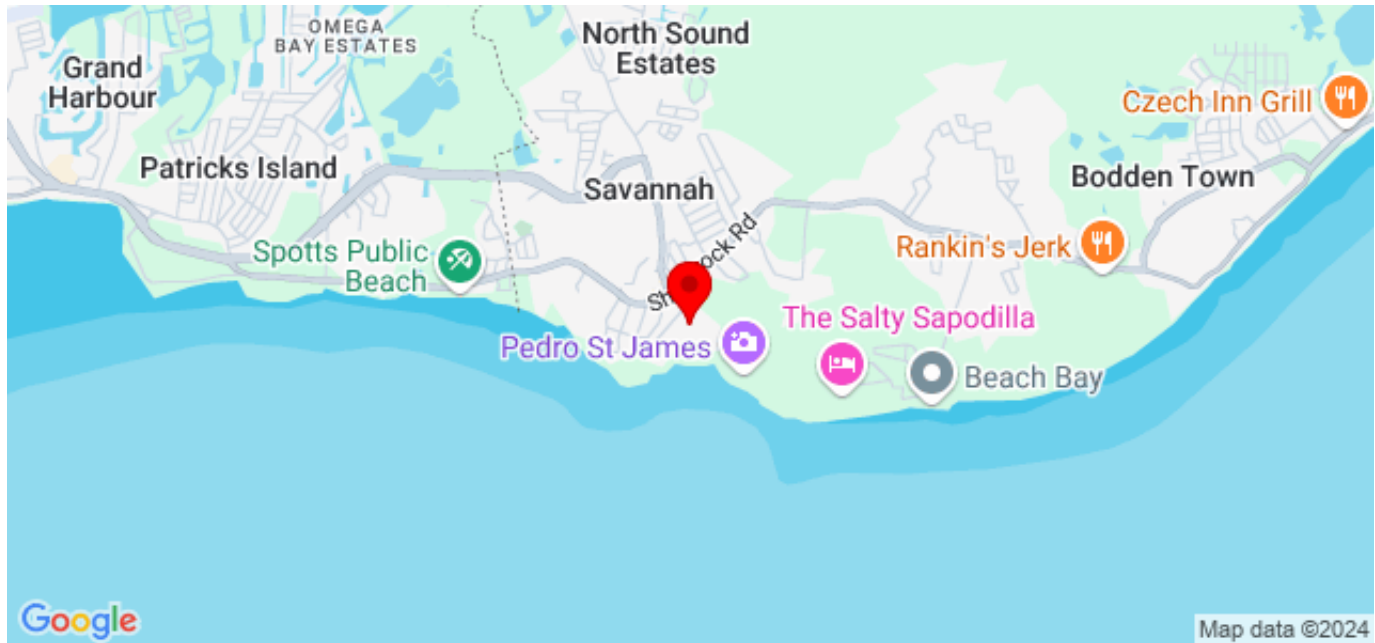 OMEGA
BAY ESTATES
North Sound
Estates
Grand
Harbour
Czech Inn Grill
Patricks Island
Savannah
Bodden Town
Spotts Public
Beach
Rankin's Jerk
Rd
The Salty Sapodilla
Pedro St James
Beach Bay
Google
Map data ©2024